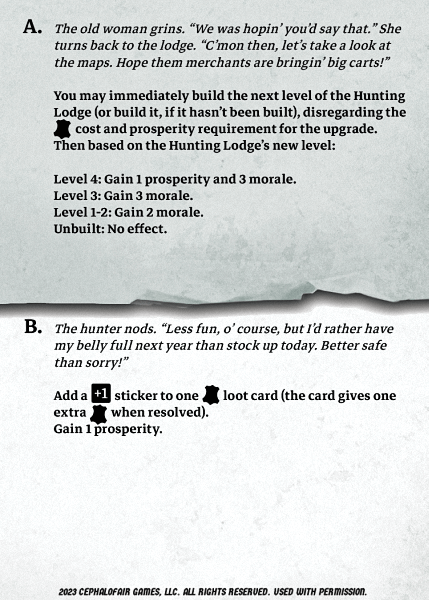 A. The old woman grins. “We was hopin’ you’d say that.” She
turns back to the lodge. “C’mon then, let’s take a look at
the maps. Hope them merchants are bringin’ big carts!”
You may immediately build the next level of the Hunting
Lodge (or build it, if it hasn’t been built), disregarding the
cost and prosperity requirement for the upgrade.
Then based on the Hunting Lodge’s new level:
Level 4: Gain 1 prosperity and 3 morale.
Level 3: Gain 3 morale.
Level 1-2: Gain 2 morale.
Unbuilt: No effect.
B. The hunter nods. “Less fun, o’ course, but I’d rather have
my belly full next year than stock up today. Better safe
than sorry!”
Add a +1 sticker to one loot card (the card gives one
extra when resolved).
Gain 1 prosperity.
2023 CEPHALOFAIR GAMES, LLC. ALL RIGHTS RESERVED. USED WITH PERMISSION.